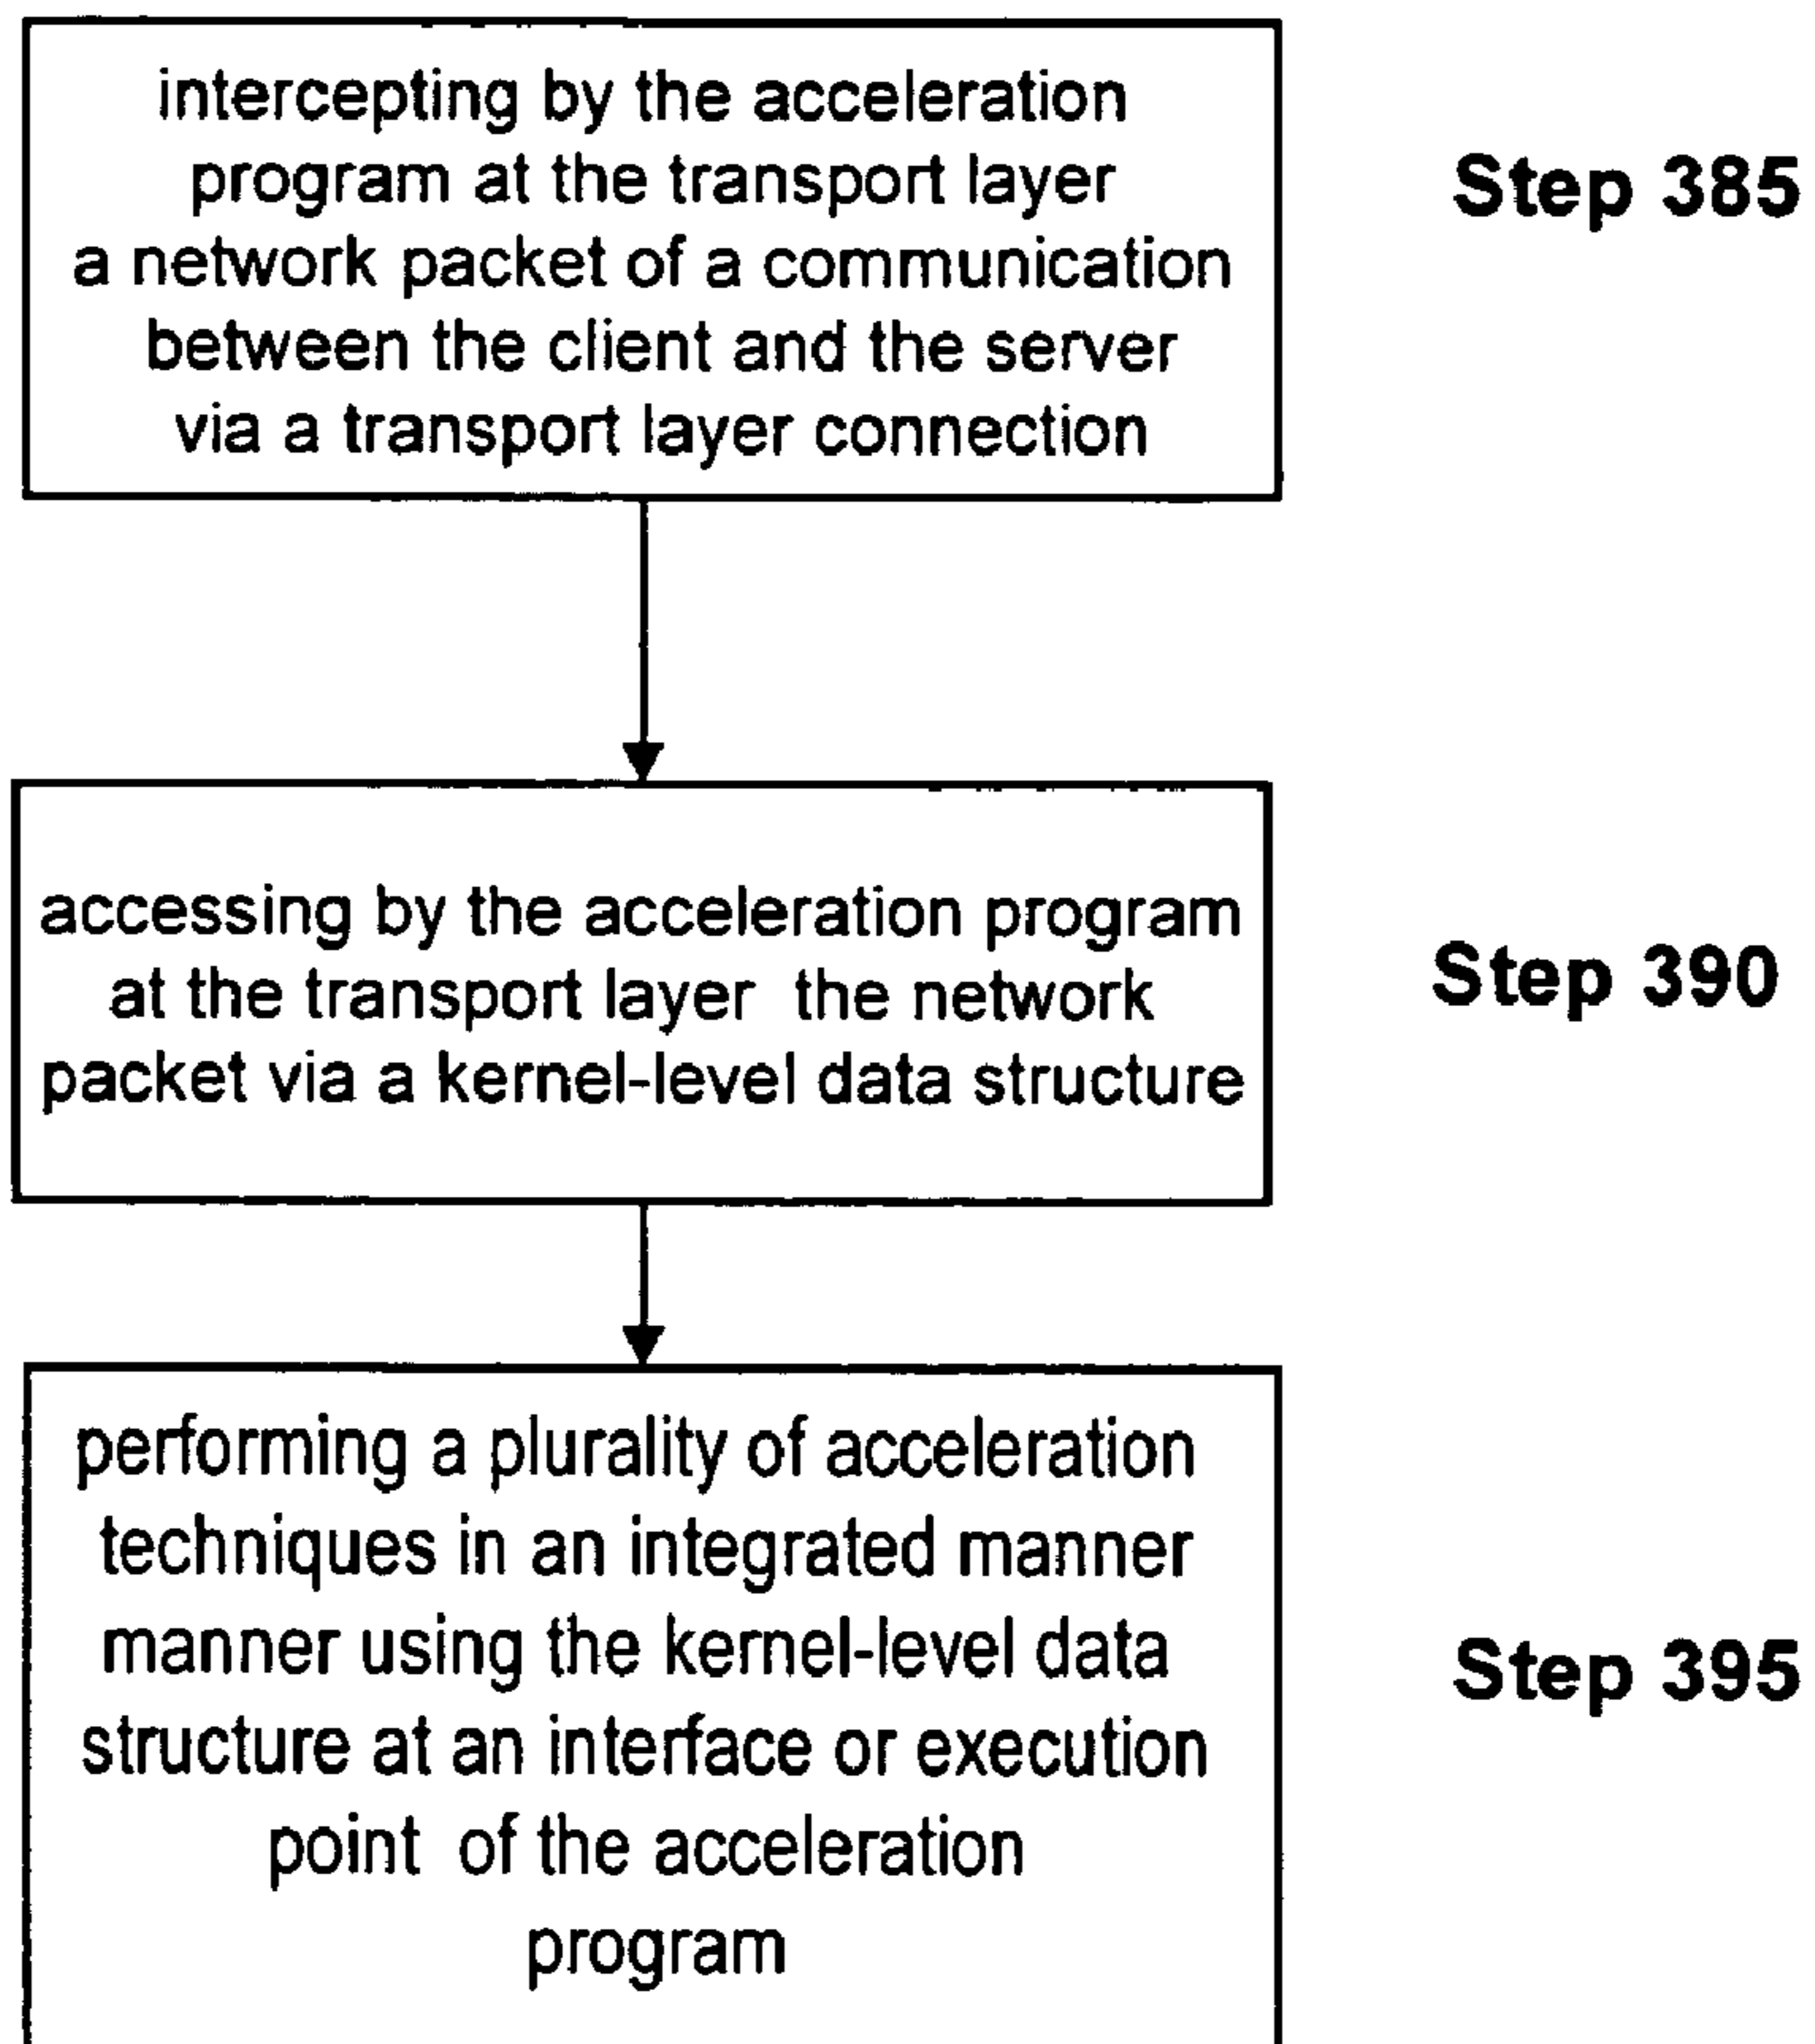 intercepting by the acceleration
program at the transport layer
a network packet of a communication
between the client and the server
via a transport layer connection
Step 385
accessing by the acceleration program
at the transport layer the network
packet via a kernel-level data structure
Step 390
performing a plurality of acceleration
techniques in an integrated manner
manner using the kernel-level data
structure at an interface or execution
point of the acceleration
program
Step 395